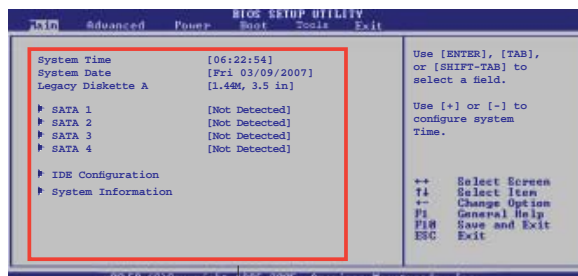 BIOS SETUP UTILITY
Main Advanced Power Boot Tools Exit
System Time [06:22:54]
System Date [Fri 03/09/2007]
Legacy Diskette A [1.44M, 3.5 in]
SATA 1 [Not Detected]
SATA 2 [Not Detected]
SATA 3 [Not Detected]
SATA 4 [Not Detected]
IDE Configuration
System Information
Use [ENTER], [TAB],
or [SHIFT-TAB] to
select a field.
Use [+] or [-] to
configure system
Time.
↔ Select Screen
↑↓ Select Item
+- Change Option
F1 General Help
F10 Save and Exit
ESC Exit